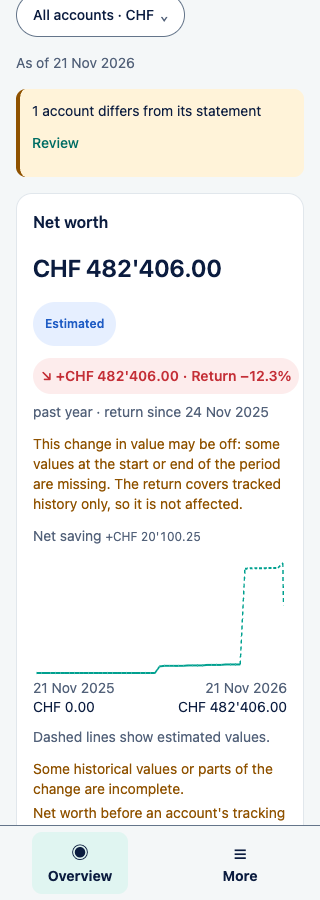 All accounts · CHF
As of 21 Nov 2026
1 account differs from its statement
Review
Net worth
CHF 482'406.00
Estimated
↘ +CHF 482'406.00 · Return −12.3%
past year · return since 24 Nov 2025
This change in value may be off: some
values at the start or end of the period
are missing. The return covers tracked
history only, so it is not affected.
Net saving +CHF 20'100.25
21 Nov 2025 21 Nov 2026
CHF 0.00 CHF 482'406.00
Dashed lines show estimated values.
Some historical values or parts of the
change are incomplete.
Net worth before an account's tracking
Overview More